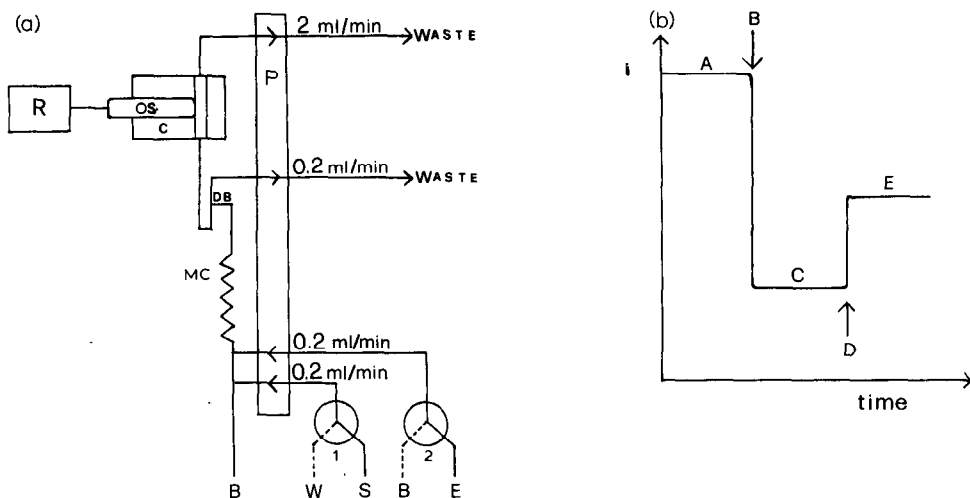 (a)
2 ml/min
WASTE
P
R
OS
C
0.2 ml/min
WASTE
DB
MC
0.2 ml/min
0.2 ml/min
1
2
B
W
S
B
E
(b)
B
i
A
E
C
D
time